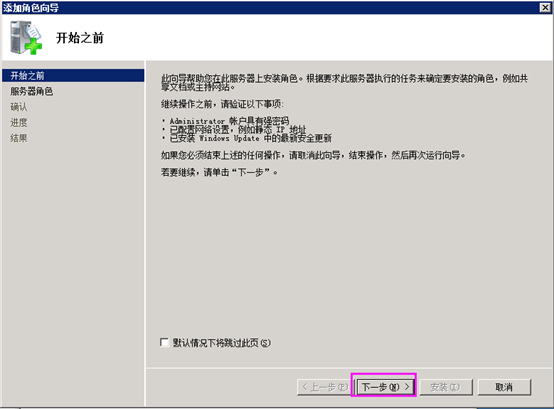 添加角色向导
开始之前
开始之前
服务器角色
确认
进度
结果
此向导帮助您在此服务器上安装角色。根据要求此服务器执行的任务来确定要安装的角色，例如共
享文档或主持网站。
继续操作之前，请验证以下事项:
· Administrator 帐户具有强密码
· 已配置网络设置，例如静态 IP 地址
· 已安装 Windows Update 中的最新安全更新
如果您必须结束上述的任何操作，请取消此向导，结束操作，然后再次运行向导。
若要继续，请单击“下一步”。
默认情况下将跳过此页(S)
< 上一步(P) 下一步(N) > 安装(I) 取消